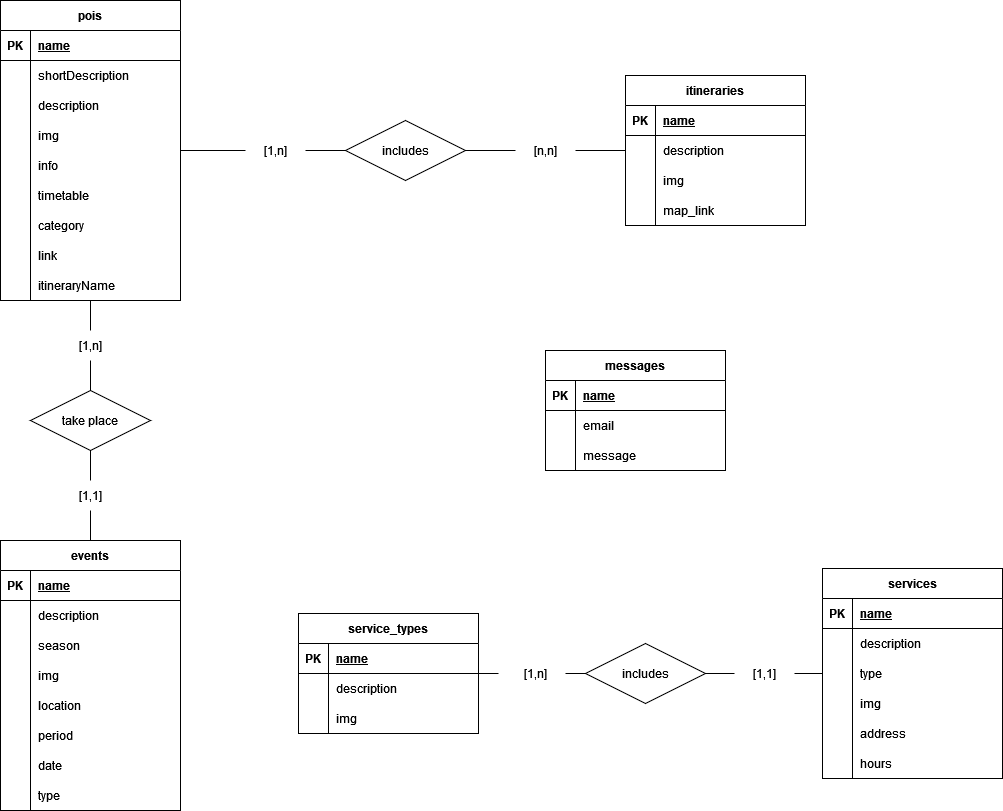 pois
PK name
shortDescription
description
img
info
timetable
category
link
itineraryName
[1,n]
includes
[n,n]
itineraries
PK name
description
img
map_link
[1,n]
take place
[1,1]
messages
PK name
email
message
events
PK name
description
season
img
location
period
date
type
service_types
PK name
description
img
[1,n]
includes
[1,1]
services
PK name
description
type
img
address
hours